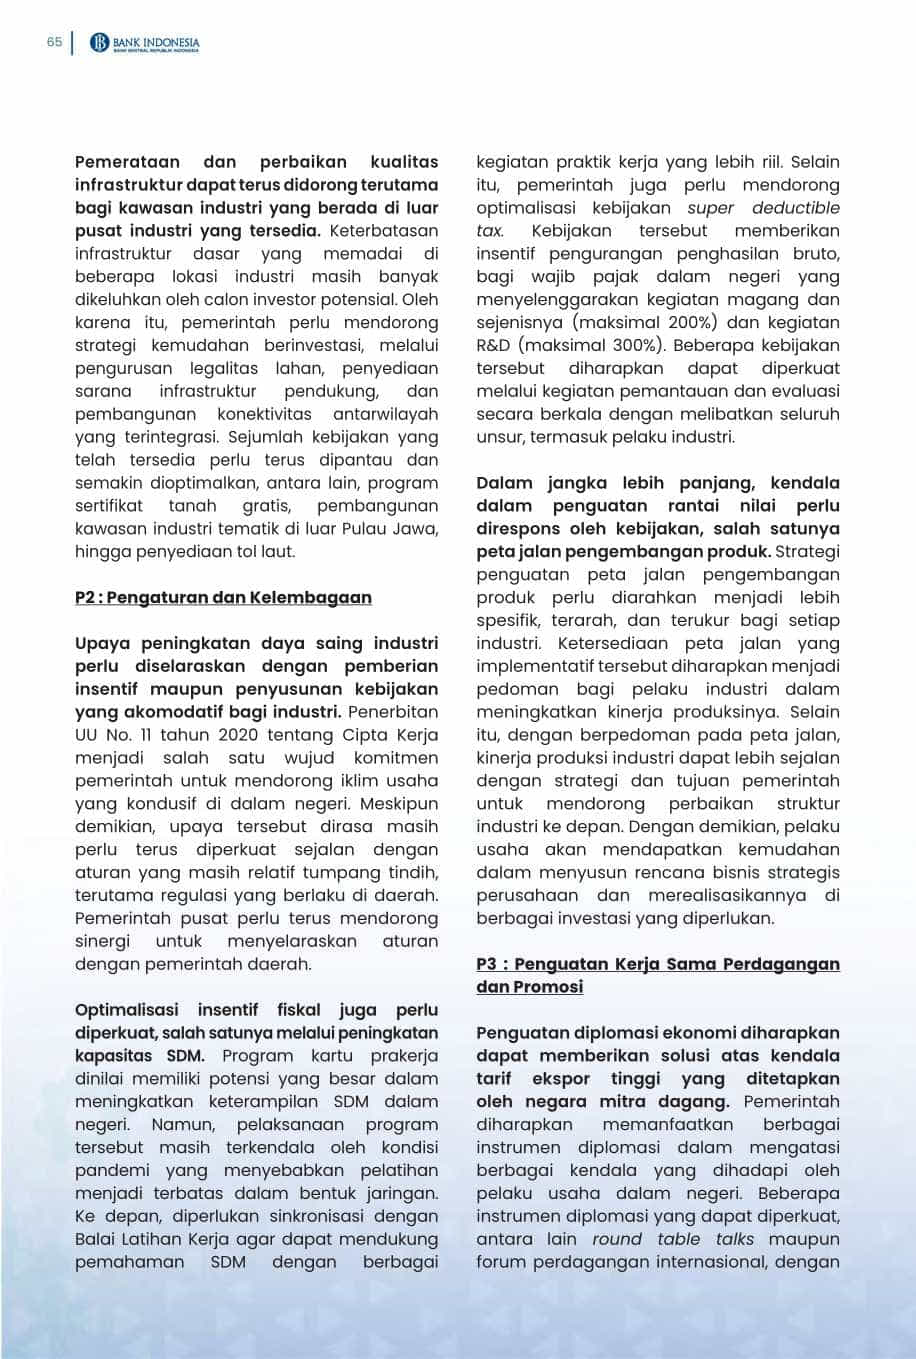 65
BANK INDONESIA
BANK SENTRAL REPUBLIK INDONESIA
Pemerataan dan perbaikan kualitas
infrastruktur dapat terus didorong terutama
bagi kawasan industri yang berada di luar
pusat industri yang tersedia. Keterbatasan
infrastruktur dasar yang memadai di
beberapa lokasi industri masih banyak
dikeluhkan oleh calon investor potensial. Oleh
karena itu, pemerintah perlu mendorong
strategi kemudahan berinvestasi, melalui
pengurusan legalitas lahan, penyediaan
sarana infrastruktur pendukung, dan
pembangunan konektivitas antarwilayah
yang terintegrasi. Sejumlah kebijakan yang
telah tersedia perlu terus dipantau dan
semakin dioptimalkan, antara lain, program
sertifikat tanah gratis, pembangunan
kawasan industri tematik di luar Pulau Jawa,
hingga penyediaan tol laut.
P2 : Pengaturan dan Kelembagaan
Upaya peningkatan daya saing industri
perlu diselaraskan dengan pemberian
insentif maupun penyusunan kebijakan
yang akomodatif bagi industri. Penerbitan
UU No. 11 tahun 2020 tentang Cipta Kerja
menjadi salah satu wujud komitmen
pemerintah untuk mendorong iklim usaha
yang kondusif di dalam negeri. Meskipun
demikian, upaya tersebut dirasa masih
perlu terus diperkuat sejalan dengan
aturan yang masih relatif tumpang tindih,
terutama regulasi yang berlaku di daerah.
Pemerintah pusat perlu terus mendorong
sinergi untuk menyelaraskan aturan
dengan pemerintah daerah.
Optimalisasi insentif fiskal juga perlu
diperkuat, salah satunya melalui peningkatan
kapasitas SDM. Program kartu prakerja
dinilai memiliki potensi yang besar dalam
meningkatkan keterampilan SDM dalam
negeri. Namun, pelaksanaan program
tersebut masih terkendala oleh kondisi
pandemi yang menyebabkan pelatihan
menjadi terbatas dalam bentuk jaringan.
Ke depan, diperlukan sinkronisasi dengan
Balai Latihan Kerja agar dapat mendukung
pemahaman SDM dengan berbagai
kegiatan praktik kerja yang lebih riil. Selain
itu, pemerintah juga perlu mendorong
optimalisasi kebijakan super deductible
tax. Kebijakan tersebut memberikan
insentif pengurangan penghasilan bruto,
bagi wajib pajak dalam negeri yang
menyelenggarakan kegiatan magang dan
sejenisnya (maksimal 200%) dan kegiatan
R&D (maksimal 300%). Beberapa kebijakan
tersebut diharapkan dapat diperkuat
melalui kegiatan pemantauan dan evaluasi
secara berkala dengan melibatkan seluruh
unsur, termasuk pelaku industri.
Dalam jangka lebih panjang, kendala
dalam penguatan rantai nilai perlu
direspons oleh kebijakan, salah satunya
peta jalan pengembangan produk. Strategi
penguatan peta jalan pengembangan
produk perlu diarahkan menjadi lebih
spesifik, terarah, dan terukur bagi setiap
industri. Ketersediaan peta jalan yang
implementatif tersebut diharapkan menjadi
pedoman bagi pelaku industri dalam
meningkatkan kinerja produksinya. Selain
itu, dengan berpedoman pada peta jalan,
kinerja produksi industri dapat lebih sejalan
dengan strategi dan tujuan pemerintah
untuk mendorong perbaikan struktur
industri ke depan. Dengan demikian, pelaku
usaha akan mendapatkan kemudahan
dalam menyusun rencana bisnis strategis
perusahaan dan merealisasikannya di
berbagai investasi yang diperlukan.
P3 : Penguatan Kerja Sama Perdagangan
dan Promosi
Penguatan diplomasi ekonomi diharapkan
dapat memberikan solusi atas kendala
tarif ekspor tinggi yang ditetapkan
oleh negara mitra dagang. Pemerintah
diharapkan memanfaatkan berbagai
instrumen diplomasi dalam mengatasi
berbagai kendala yang dihadapi oleh
pelaku usaha dalam negeri. Beberapa
instrumen diplomasi yang dapat diperkuat,
antara lain round table talks maupun
forum perdagangan internasional, dengan